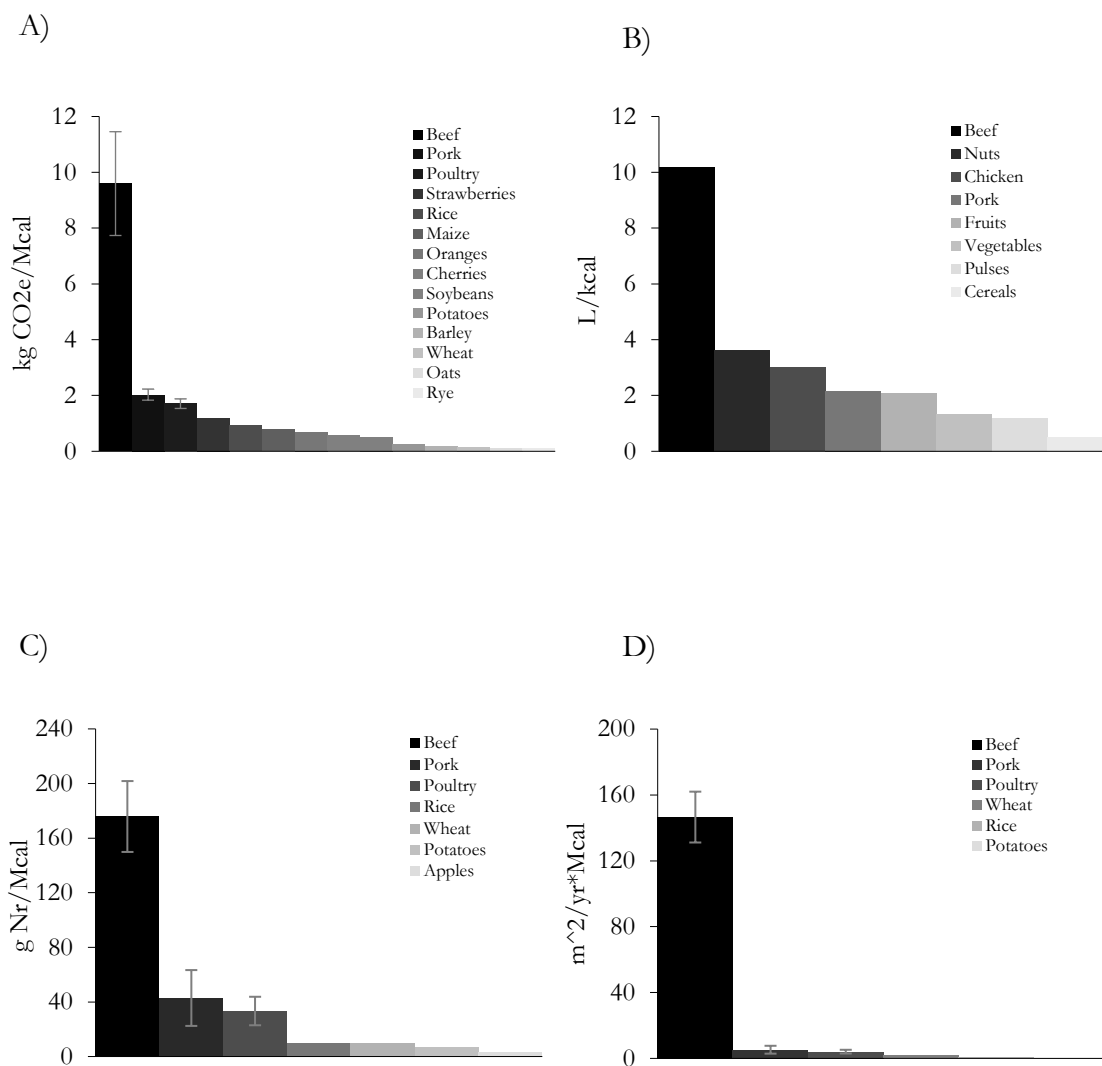 A)
kg CO2e/Mcal
12
10
8
6
4
2
0
Beef
Pork
Poultry
Strawberries
Rice
Maize
Oranges
Cherries
Soybeans
Potatoes
Barley
Wheat
Oats
Rye
B)
L/kcal
12
10
8
6
4
2
0
Beef
Nuts
Chicken
Pork
Fruits
Vegetables
Pulses
Cereals
C)
g Nr/Mcal
240
200
160
120
80
40
0
Beef
Pork
Poultry
Rice
Wheat
Potatoes
Apples
D)
m^2/yr*Mcal
200
160
120
80
40
0
Beef
Pork
Poultry
Wheat
Rice
Potatoes